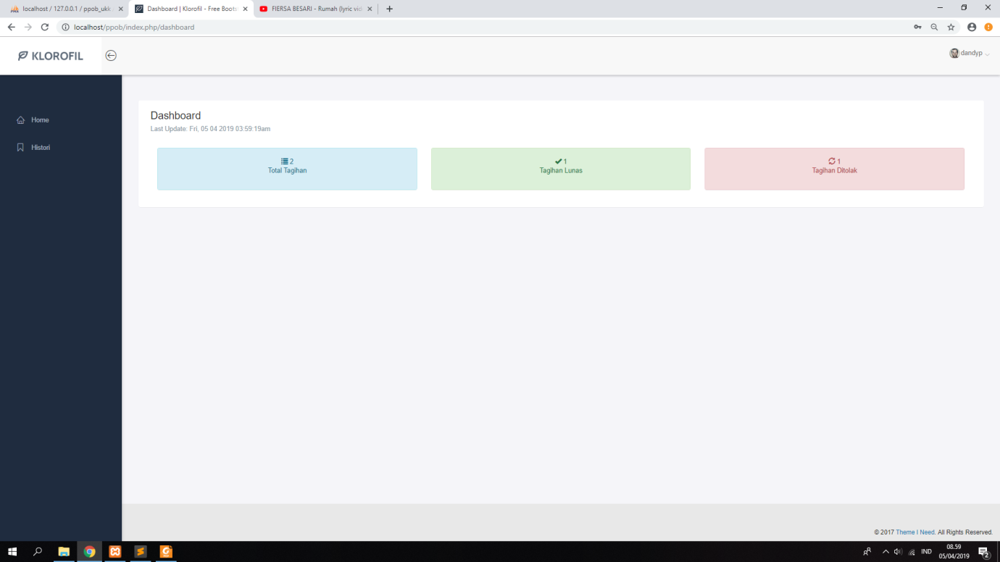 localhost / 127.0.0.1 / ppob_ukk
Dashboard | Klorofil - Free Boots
FIERSA BESARI - Rumah (lyric vid
localhost/ppob/index.php/dashboard
KLOROFIL
dandyp
Home
Histori
Dashboard
Last Update: Fri, 05 04 2019 03:59:19am
2
Total Tagihan
1
Tagihan Lunas
1
Tagihan Ditolak
© 2017 Theme I Need. All Rights Reserved.
IND
08.59
05/04/2019
2